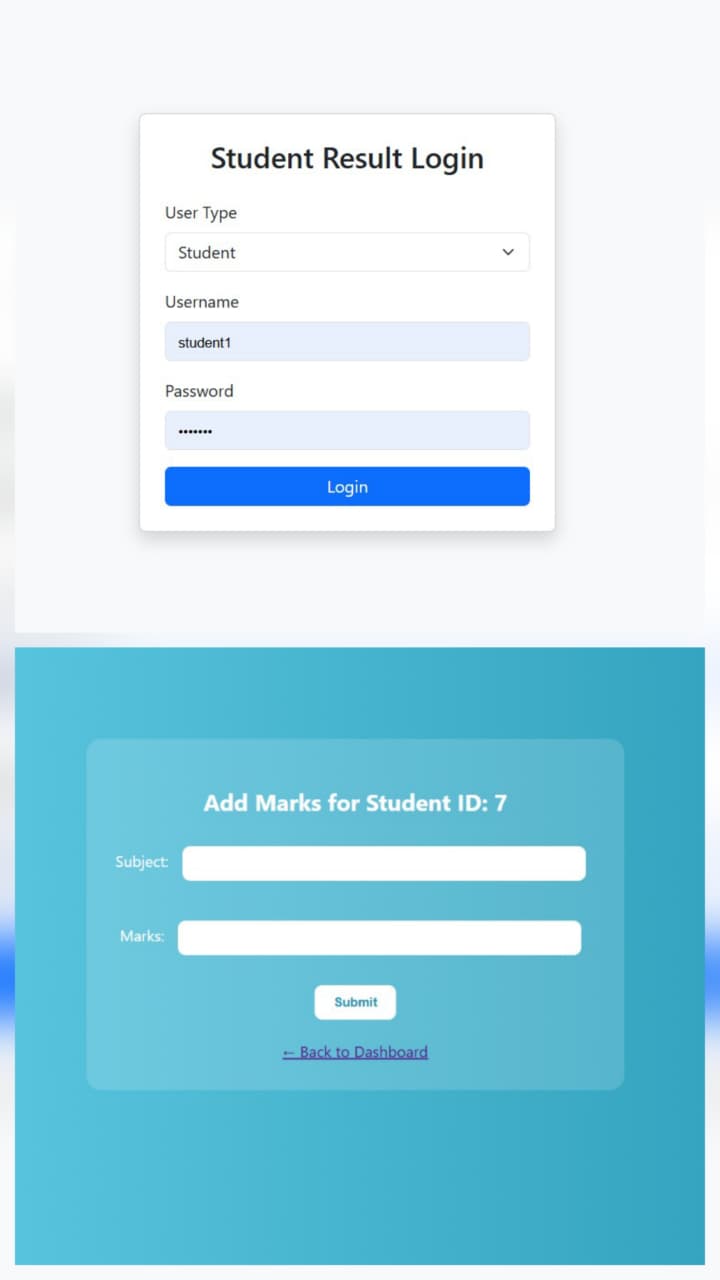 Student Result Login
User Type
Student
Username
student1
Password
•••••••
Login
Add Marks for Student ID: 7
Subject:
Marks:
Submit
← Back to Dashboard